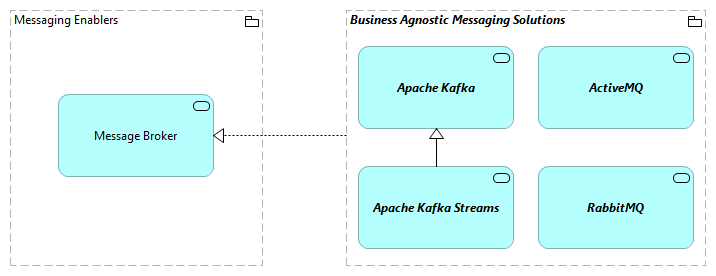 Messaging Enablers
Message Broker
Business Agnostic Messaging Solutions
Apache Kafka
ActiveMQ
Apache Kafka Streams
RabbitMQ